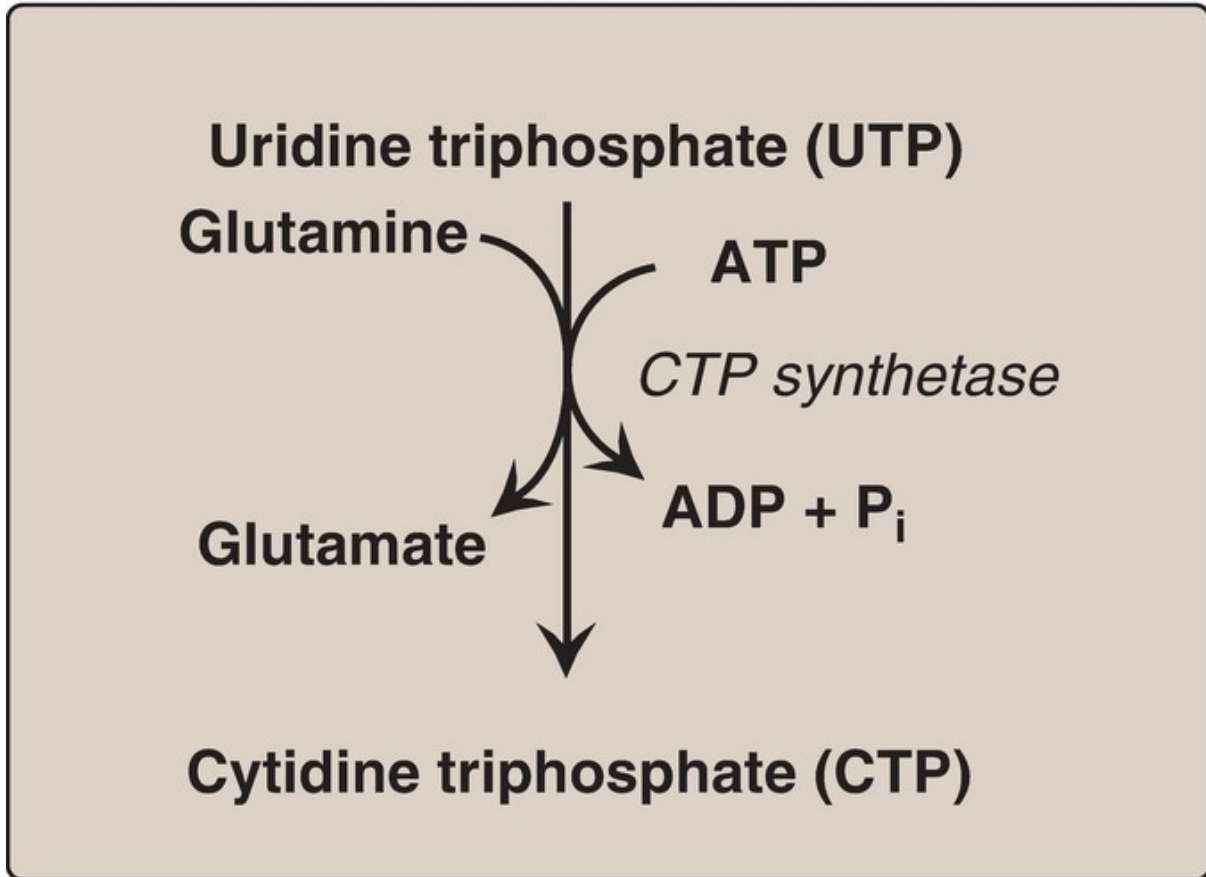 Uridine triphosphate (UTP)
Glutamine
ATP
CTP synthetase
ADP + Pi
Glutamate
Cytidine triphosphate (CTP)